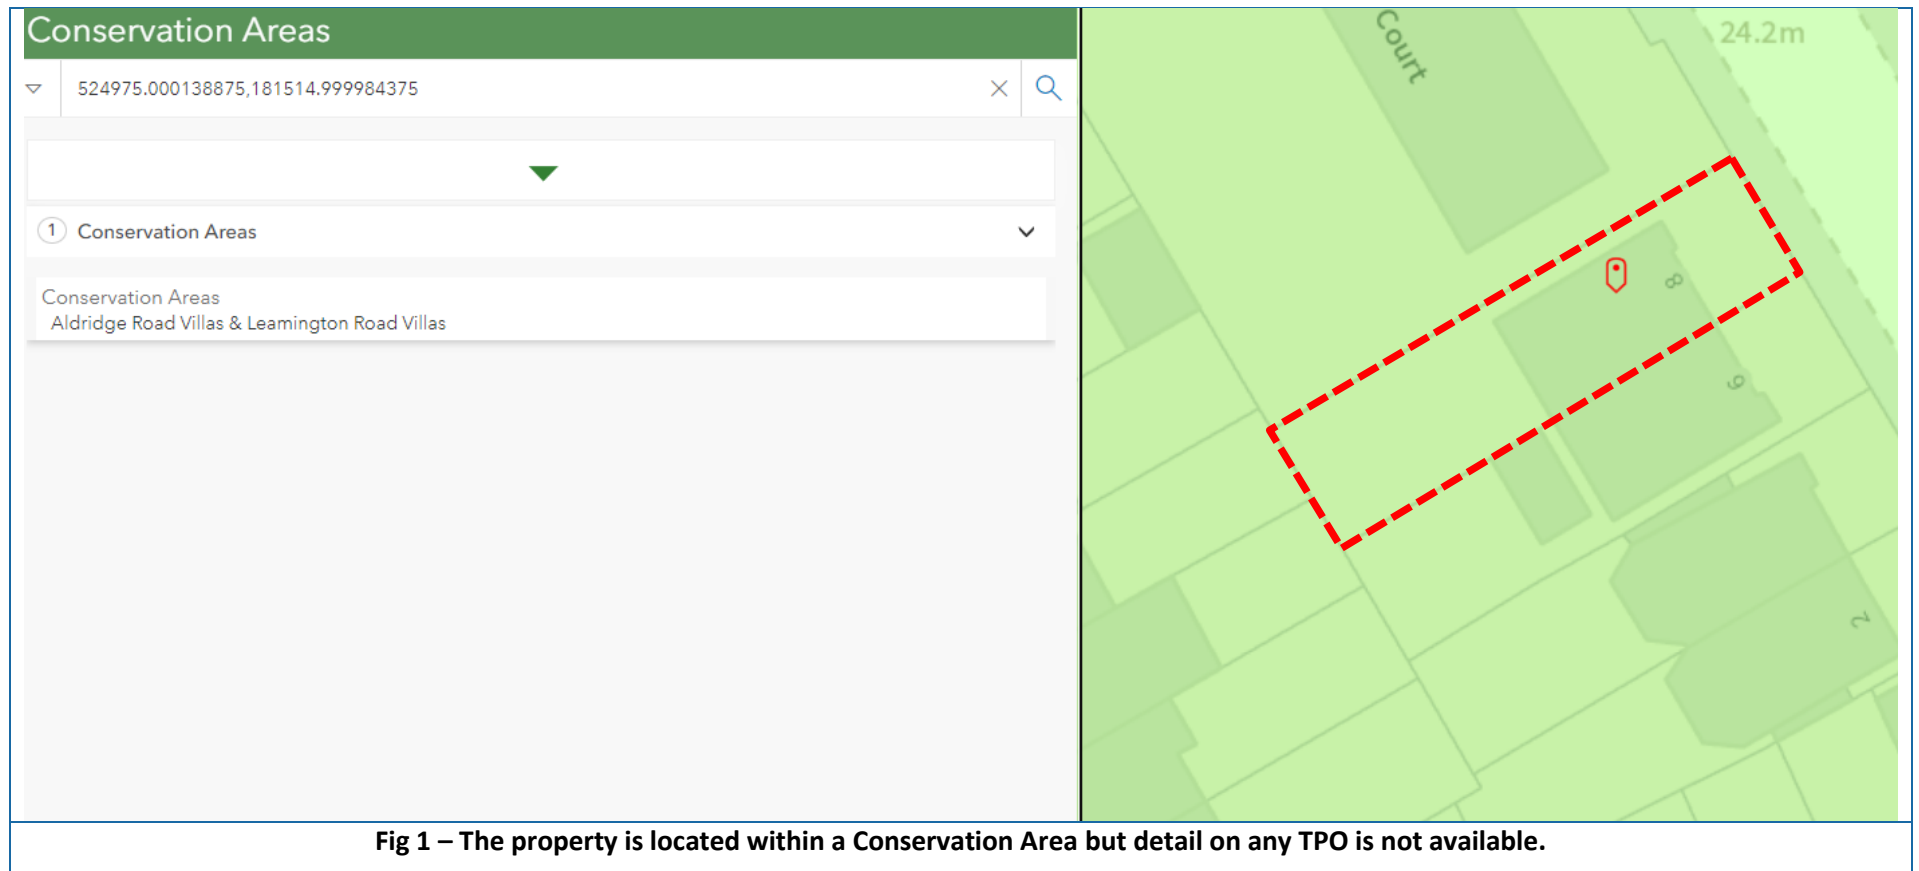 Conservation Areas
524975.000138875,181514.999984375
1 Conservation Areas
Conservation Areas
Aldridge Road Villas & Leamington Road Villas
Court
24.2m
8
6
2
Fig 1 – The property is located within a Conservation Area but detail on any TPO is not available.